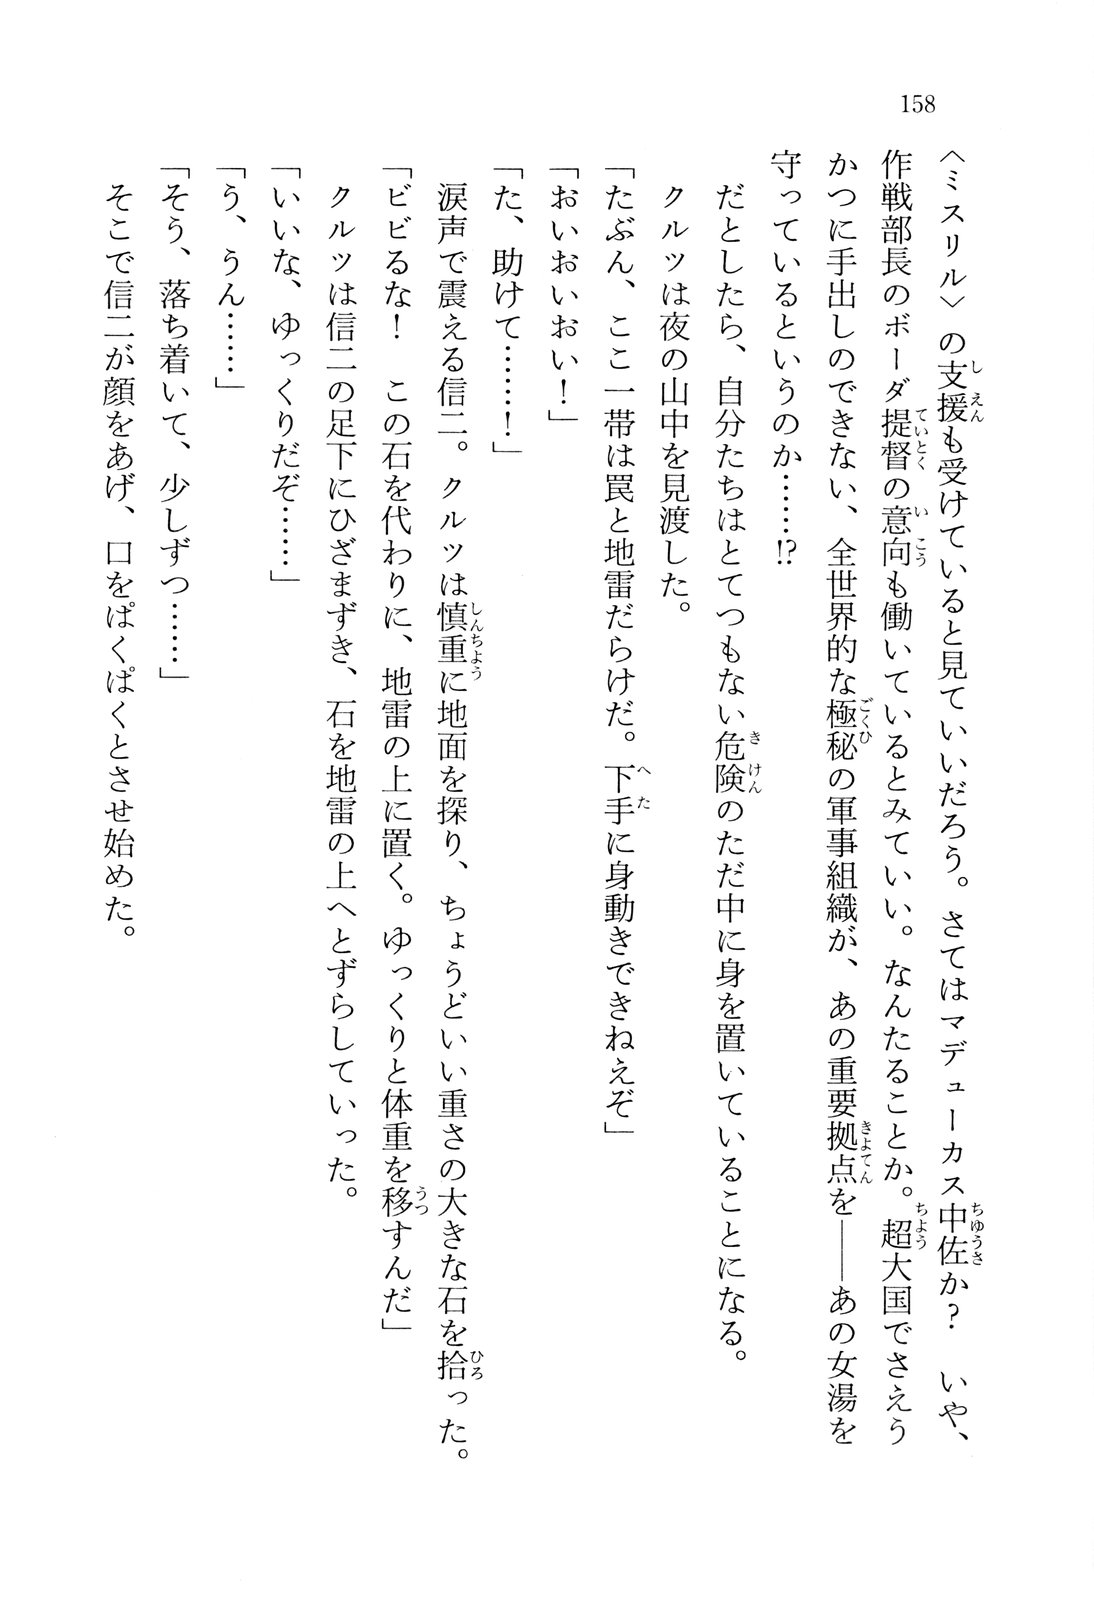 158
〈ミスリル〉の支援も受けていると見ていいだろう。さてはマデューカス中佐か？　いや、
作戦部長のボーダ提督の意向も働いているとみていい。なんたることか。超大国でさえう
かつに手出しのできない、全世界的な極秘の軍事組織が、あの重要拠点を――あの女湯を
守っているというのか……!?
　だとしたら、自分たちはとてつもない危険のただ中に身を置いていることになる。
　クルツは夜の山中を見渡した。
「たぶん、ここ一帯は罠と地雷だらけだ。下手に身動きできねえぞ」
「おいおいおい！」
「た、助けて……！」
　涙声で震える信二。クルツは慎重に地面を探り、ちょうどいい重さの大きな石を拾った。
「ビビるな！　この石を代わりに、地雷の上に置く。ゆっくりと体重を移すんだ」
　クルツは信二の足下にひざまずき、石を地雷の上へとずらしていった。
「いいな、ゆっくりだぞ……」
「う、うん……」
「そう、落ち着いて、少しずつ……」
　そこで信二が顔をあげ、口をぱくぱくとさせ始めた。